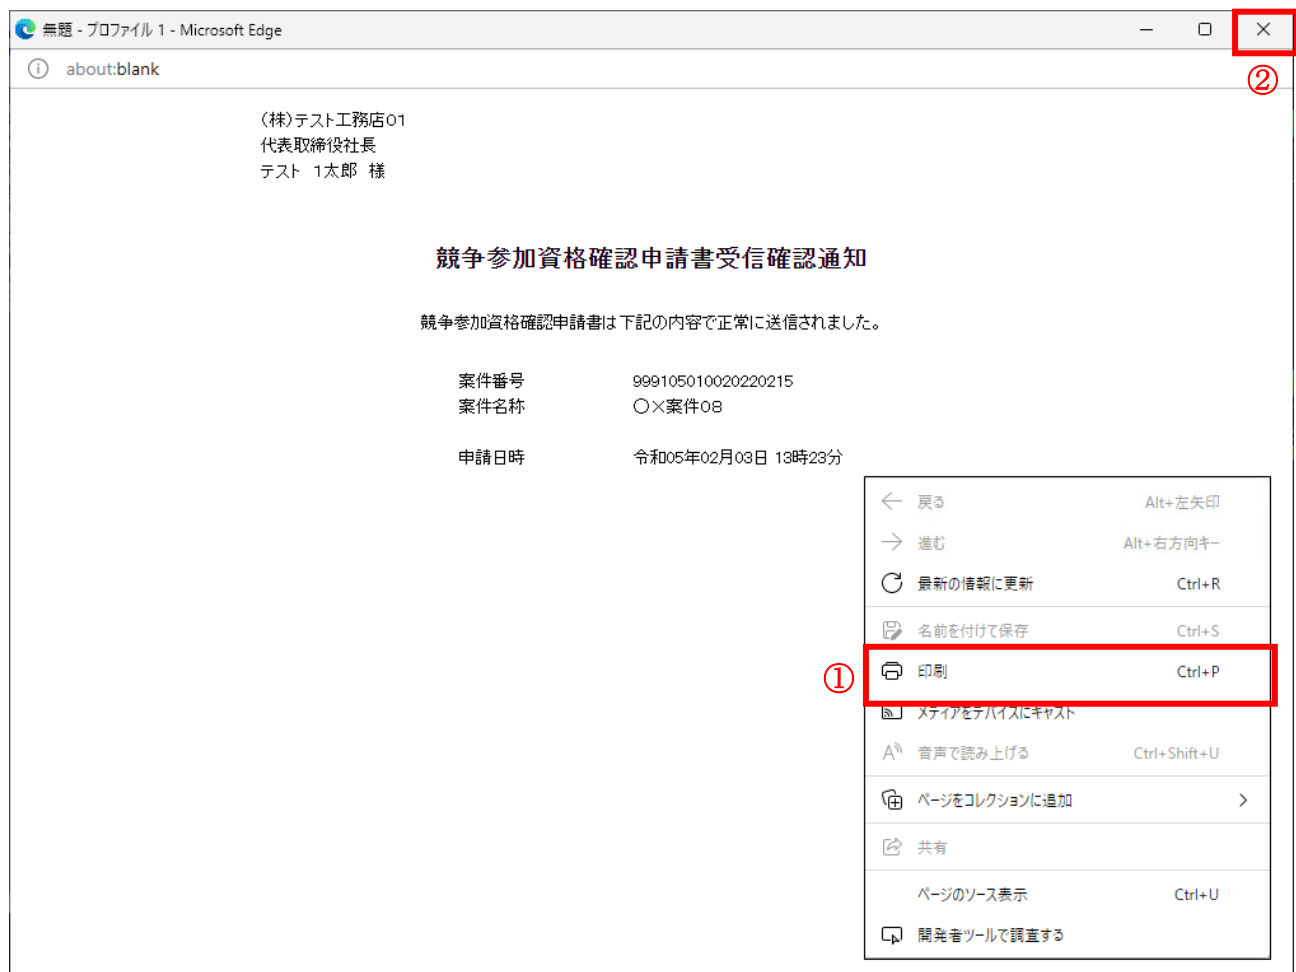 無題 - プロファイル 1 - Microsoft Edge
②
about:blank
(株)テスト工務店01
代表取締役社長
テスト 1太郎 様
競争参加資格確認申請書受信確認通知
競争参加資格確認申請書は下記の内容で正常に送信されました。
案件番号 999105010020220215
案件名称 〇×案件08
申請日時 令和05年02月03日 13時23分
戻る Alt+左矢印
進む Alt+右方向キー
最新の情報に更新 Ctrl+R
名前を付けて保存 Ctrl+S
① 印刷 Ctrl+P
メディアをデバイスにキャスト
音声で読み上げる Ctrl+Shift+U
ページをコレクションに追加
共有
ページのソース表示 Ctrl+U
開発者ツールで調査する